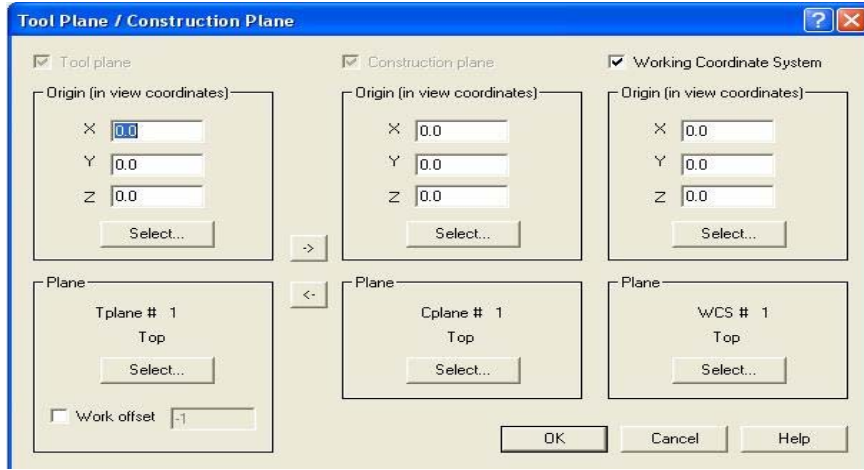 Tool Plane / Construction Plane
Tool plane
Construction plane
Working Coordinate System
Origin (in view coordinates)
X 0.0
Y 0.0
Z 0.0
Select...
Origin (in view coordinates)
X 0.0
Y 0.0
Z 0.0
Select...
Origin (in view coordinates)
X 0.0
Y 0.0
Z 0.0
Select...
->
<-
Plane
Tplane # 1
Top
Select...
Work offset -1
Plane
Cplane # 1
Top
Select...
Plane
WCS # 1
Top
Select...
OK
Cancel
Help